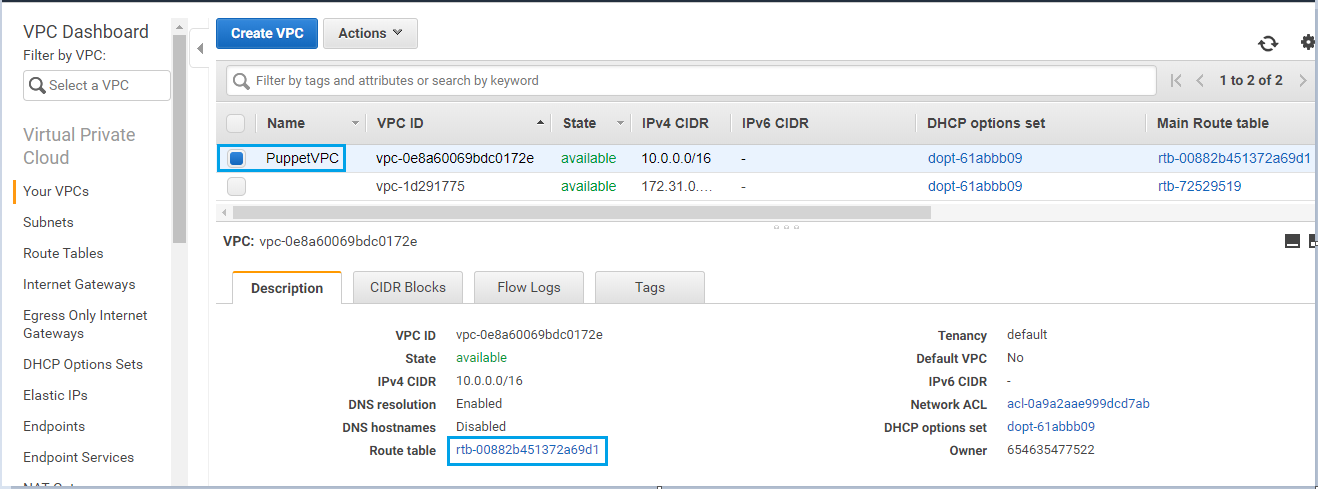 VPC Dashboard
Filter by VPC:
Select a VPC
Virtual Private
Cloud
Your VPCs
Subnets
Route Tables
Internet Gateways
Egress Only Internet
Gateways
DHCP Options Sets
Elastic IPs
Endpoints
Endpoint Services
Create VPC Actions
Filter by tags and attributes or search by keyword 1 to 2 of 2
Name VPC ID State IPv4 CIDR IPv6 CIDR DHCP options set Main Route table
PuppetVPC vpc-0e8a60069bdc0172e available 10.0.0.0/16 - dopt-61abbb09 rtb-00882b451372a69d1
vpc-1d291775 available 172.31.0.… - dopt-61abbb09 rtb-72529519
VPC: vpc-0e8a60069bdc0172e
Description CIDR Blocks Flow Logs Tags
VPC ID vpc-0e8a60069bdc0172e Tenancy default
State available Default VPC No
IPv4 CIDR 10.0.0.0/16 IPv6 CIDR -
DNS resolution Enabled Network ACL acl-0a9a2aae999dcd7ab
DNS hostnames Disabled DHCP options set dopt-61abbb09
Route table rtb-00882b451372a69d1 Owner 654635477522